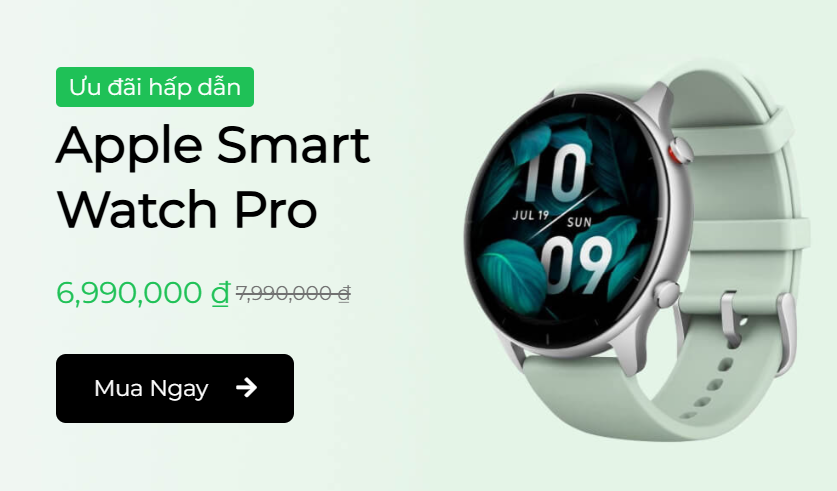 Ưu đãi hấp dẫn
Apple Smart
Watch Pro
6,990,000 ₫ 7,990,000 ₫
Mua Ngay
10
JUL 19
SUN
09